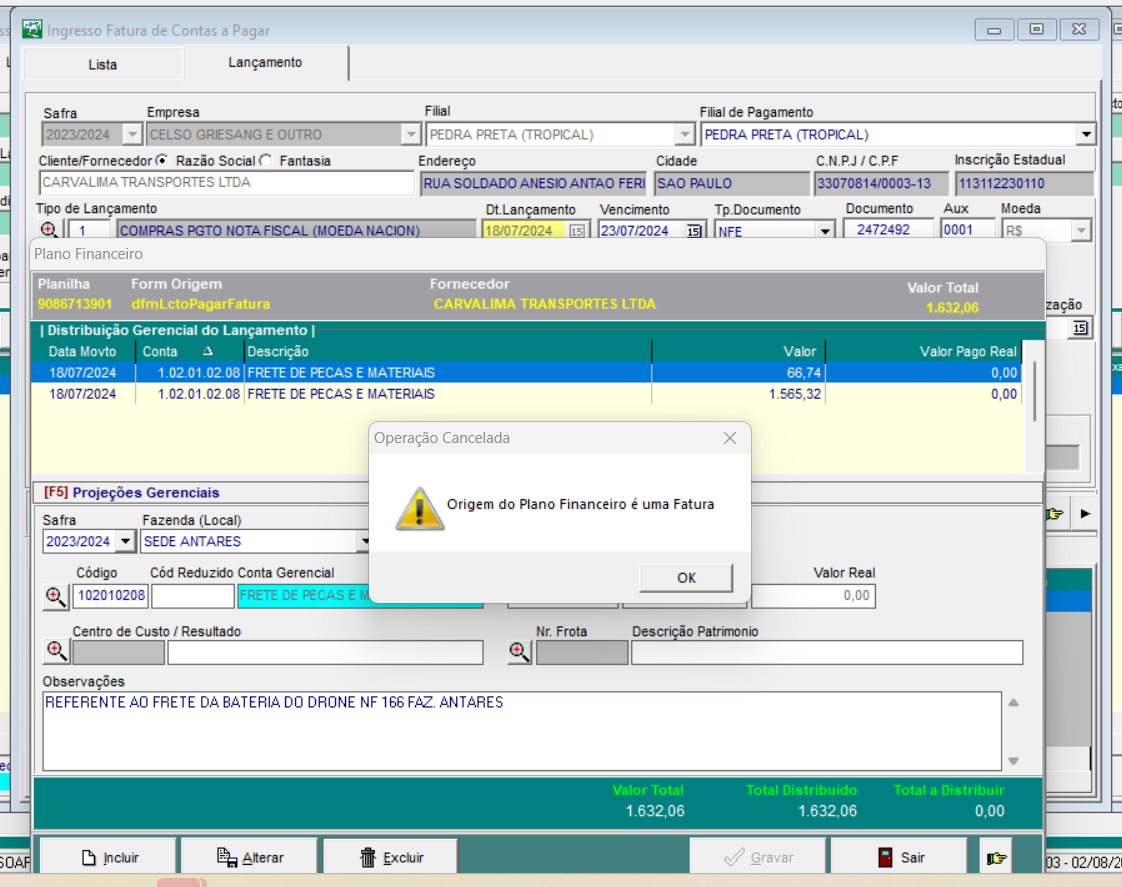 Ingresso Fatura de Contas a Pagar
Lista
Lançamento
Safra
Empresa
Filial
Filial de Pagamento
2023/2024
CELSO GRIESANG E OUTRO
PEDRA PRETA (TROPICAL)
PEDRA PRETA (TROPICAL)
Cliente/Fornecedor Razão Social Fantasia
Endereço
Cidade
C.N.P.J / C.P.F
Inscrição Estadual
CARVALIMA TRANSPORTES LTDA
RUA SOLDADO ANESIO ANTAO FERI
SAO PAULO
33070814/0003-13
113112230110
Tipo de Lançamento
Dt.Lançamento
Vencimento
Tp.Documento
Documento
Aux
Moeda
1
COMPRAS PGTO NOTA FISCAL (MOEDA NACION)
18/07/2024
15
23/07/2024
15
NFE
2472492
0001
R$
Plano Financeiro
Planilha
Form Origem
Fornecedor
Valor Total
9086713901
dfmLctoPagarFatura
CARVALIMA TRANSPORTES LTDA
1.632,06
zação
15
| Distribuição Gerencial do Lançamento |
Data Movto
Conta
Descrição
Valor
Valor Pago Real
18/07/2024
1.02.01.02.08
FRETE DE PECAS E MATERIAIS
66,74
0,00
18/07/2024
1.02.01.02.08
FRETE DE PECAS E MATERIAIS
1.565,32
0,00
Operação Cancelada
Origem do Plano Financeiro é uma Fatura
OK
[F5] Projeções Gerenciais
Safra
Fazenda (Local)
2023/2024
SEDE ANTARES
Código
Cód Reduzido
Conta Gerencial
Valor Real
102010208
FRETE DE PECAS E M
0,00
Centro de Custo / Resultado
Nr. Frota
Descrição Patrimonio
Observações
REFERENTE AO FRETE DA BATERIA DO DRONE NF 166 FAZ. ANTARES
Valor Total
Total Distribuido
Total a Distribuir
1.632,06
1.632,06
0,00
Incluir
Alterar
Excluir
Gravar
Sair
SOAF
03 - 02/08/2